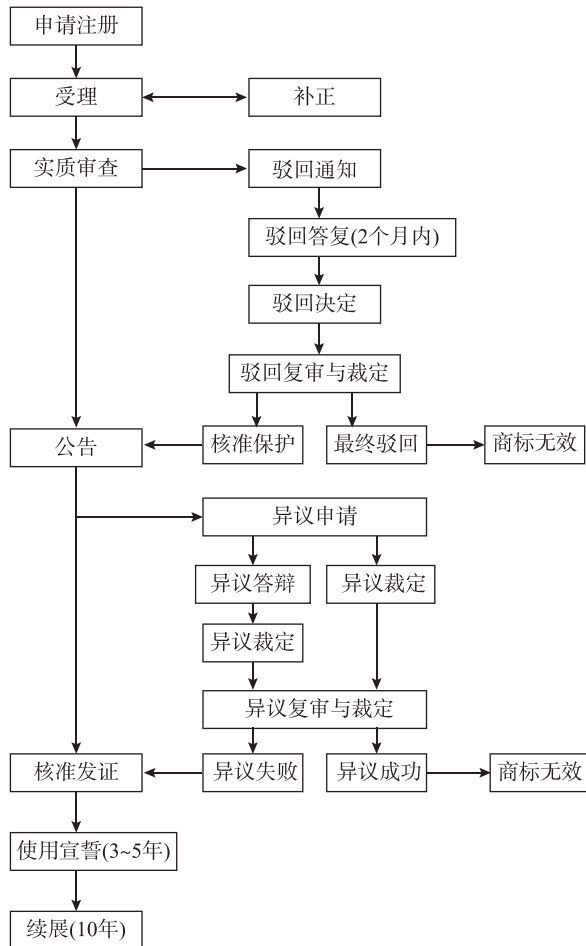 申请注册
受理
补正
实质审查
驳回通知
驳回答复(2个月内)
驳回决定
驳回复审与裁定
公告
核准保护
最终驳回
商标无效
异议申请
异议答辩
异议裁定
异议裁定
异议复审与裁定
核准发证
异议失败
异议成功
商标无效
使用宣誓(3~5年)
续展(10年)